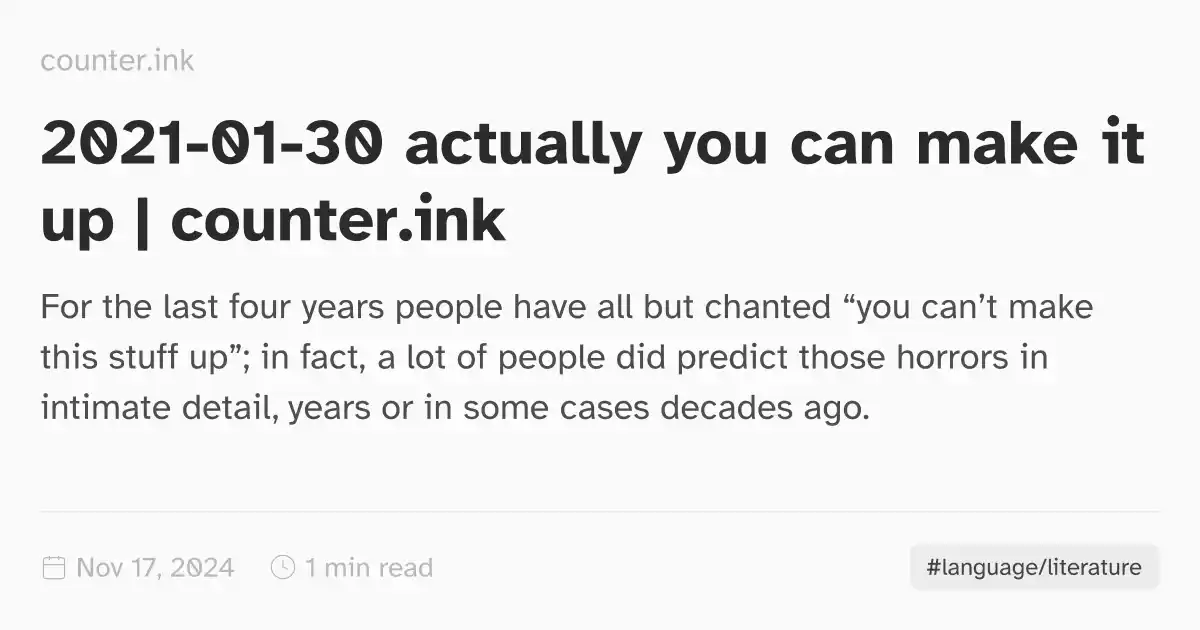 counter.ink
2021-01-30 actually you can make it
up | counter.ink
For the last four years people have all but chanted “you can’t make
this stuff up”; in fact, a lot of people did predict those horrors in
intimate detail, years or in some cases decades ago.
Nov 17, 2024 1 min read #language/literature